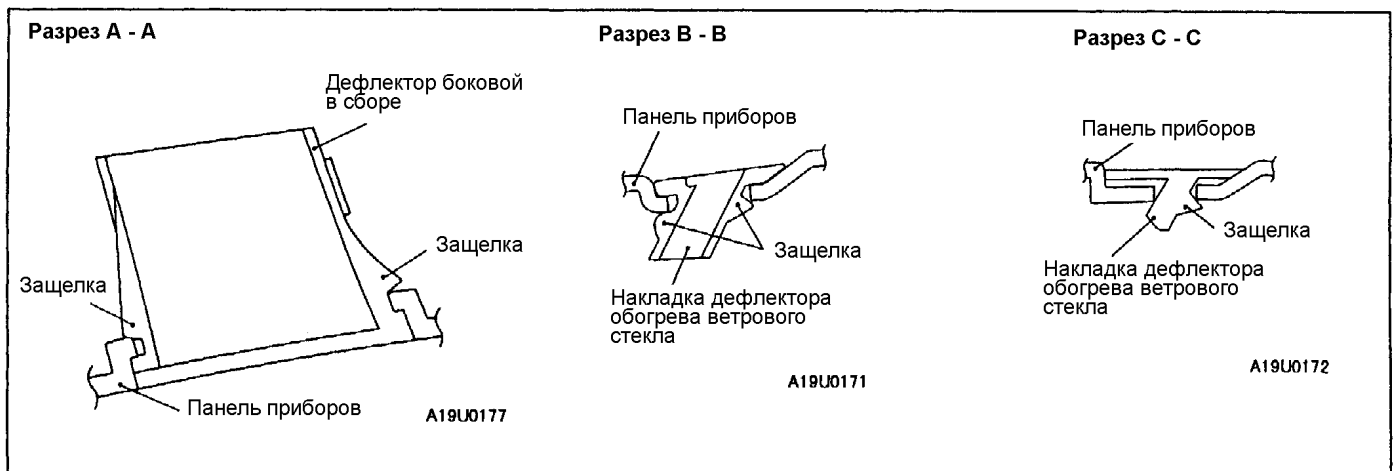 Разрез A - A
Дефлектор боковой
в сборе
Защелка
Защелка
Панель приборов
A19U0177
Разрез B - B
Панель приборов
Защелка
Накладка дефлектора
обогрева ветрового
стекла
A19U0171
Разрез C - C
Панель приборов
Защелка
Накладка дефлектора
обогрева ветрового
стекла
A19U0172